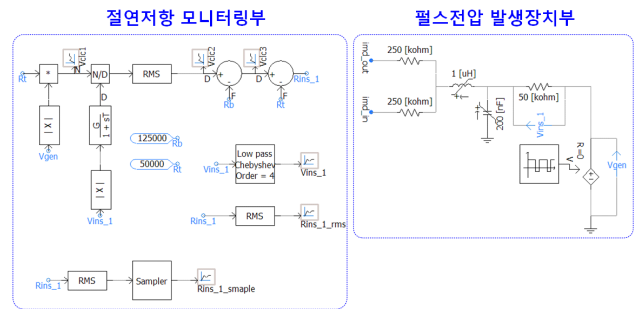 절연저항 모니터링부
펄스전압 발생장치부
Rt
*
N
Vclc1
N/D
D
RMS
D
Vclc2
+
-
F
Rb
D
Vclc3
+
-
F
Rt
Rins_1
|X|
Vgen
G
1 + sT
|X|
Vins_1
125000
Rb
50000
Rt
Vins_1
Low pass
Chebyshev
Order = 4
Vins_1
Rins_1
RMS
Rins_1_rms
Rins_1
RMS
Sampler
Rins_1_smaple
imd_out
250 [kohm]
imd_in
250 [kohm]
1 [uH]
200 [nF]
50 [kohm]
Vins_1
V
R=0
+
-
Vgen